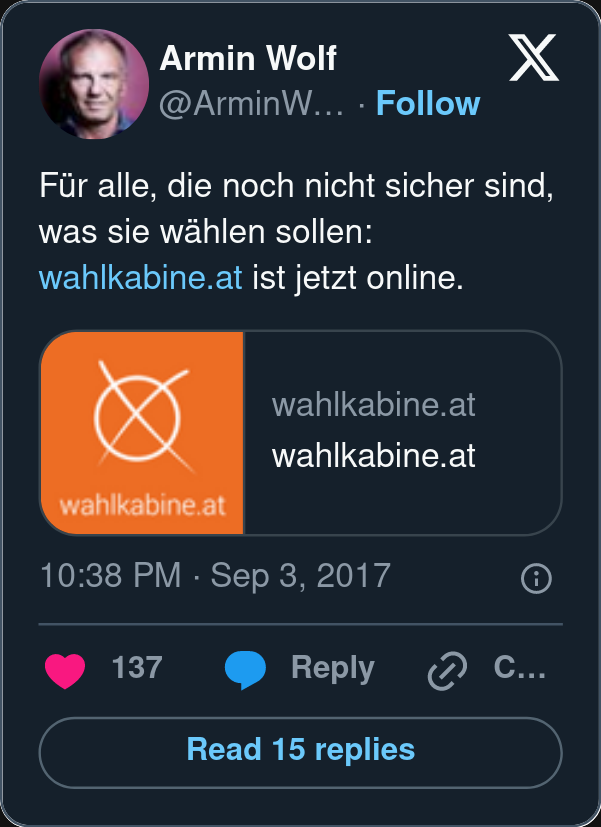 Armin Wolf
@ArminW... · Follow
Für alle, die noch nicht sicher sind,
was sie wählen sollen:
wahlkabine.at ist jetzt online.
wahlkabine.at
wahlkabine.at
wahlkabine.at
10:38 PM · Sep 3, 2017
137 Reply C...
Read 15 replies